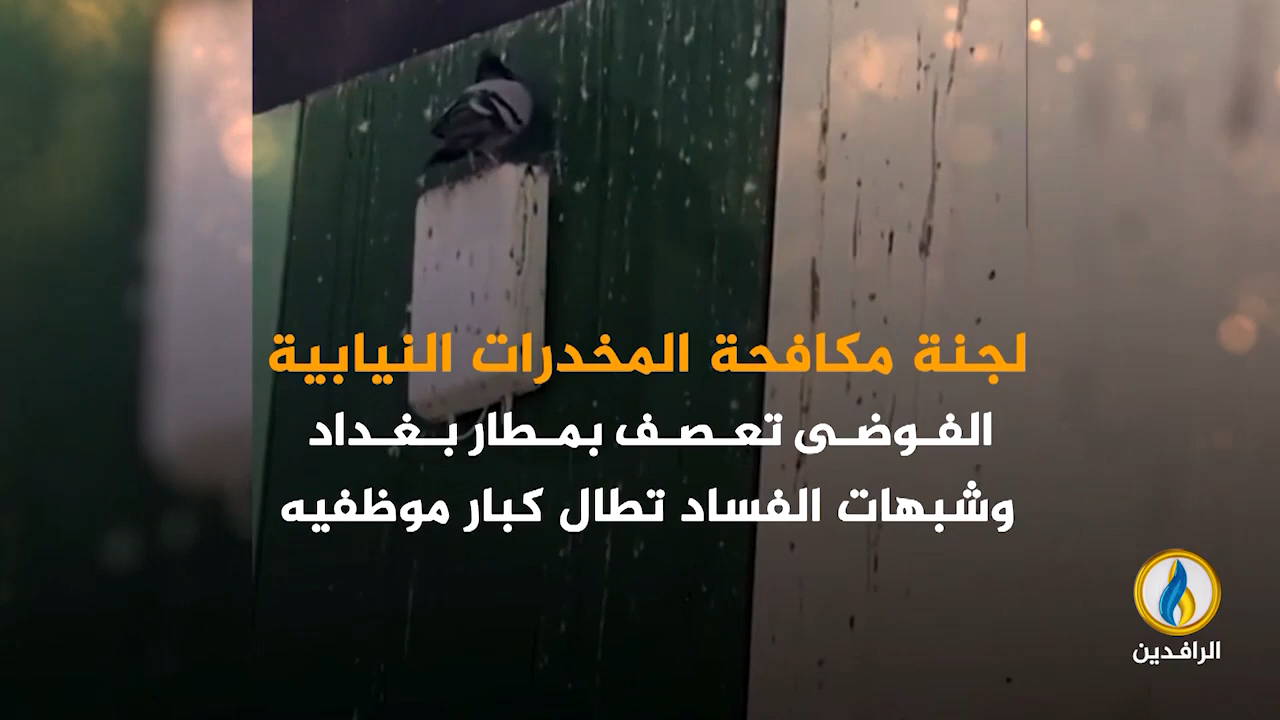 لجنة مكافحة المخدرات النيابية
الفوضى تعصف بمطار بغداد
وشبهات الفساد تطال كبار موظفيه
الرافدين